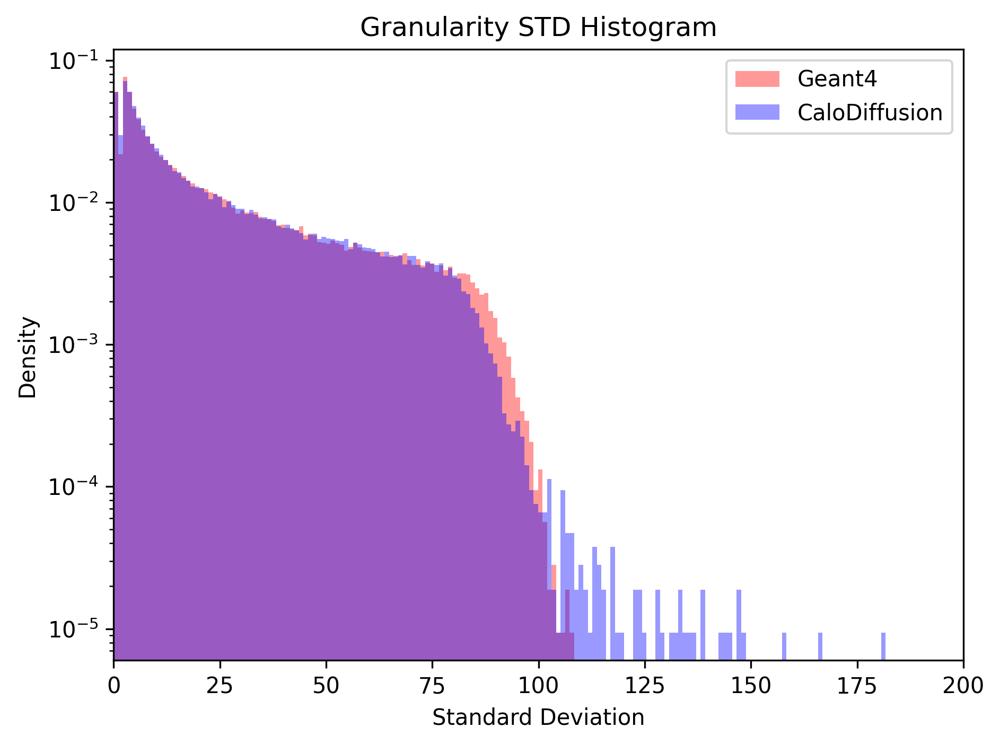 Granularity STD Histogram
Geant4
CaloDiffusion
Density
10⁻¹
10⁻²
10⁻³
10⁻⁴
10⁻⁵
0 25 50 75 100 125 150 175 200
Standard Deviation